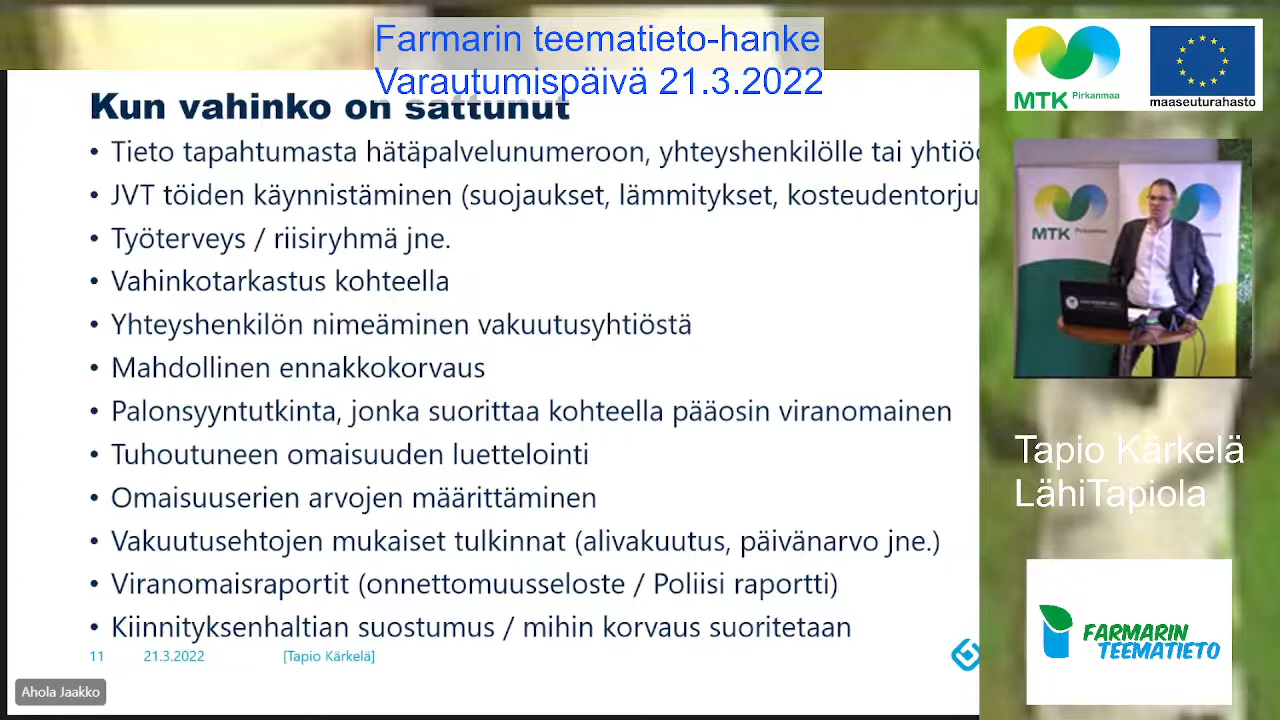 Farmarin teematieto-hanke
Varautumispäivä 21.3.2022
Kun vahinko on sattunut
• Tieto tapahtumasta hätäpalvelunumeroon, yhteyshenkilölle tai
• JVT töiden käynnistäminen (suojaukset, lämmitykset,
• Työterveys / riisiryhmä jne.
• Vahinkotarkastus kohteella
• Yhteyshenkilön nimeäminen vakuutusyhtiöstä
• Mahdollinen ennakkokorvaus
• Palonsyyntutkinta, jonka suorittaa kohteella pääosin viranomainen
• Tuhoutuneen omaisuuden luettelointi
• Omaisuuserien arvojen määrittäminen
• Vakuutusehtojen mukaiset tulkinnat (alivakuutus, päivänarvo jne.)
• Viranomaisraportit (onnettomuusseloste / Poliisi raportti)
• Kiinnityksenhaltian suostumus / mihin korvaus suoritetaan
11 21.3.2022 [Tapio Kärkelä]
Ahola Jaakko
MTK Pirkanmaa
maaseuturahasto
MTK Pirkanmaa
Tapio Kärkelä
LähiTapiola
FARMARIN
TEEMATIETO